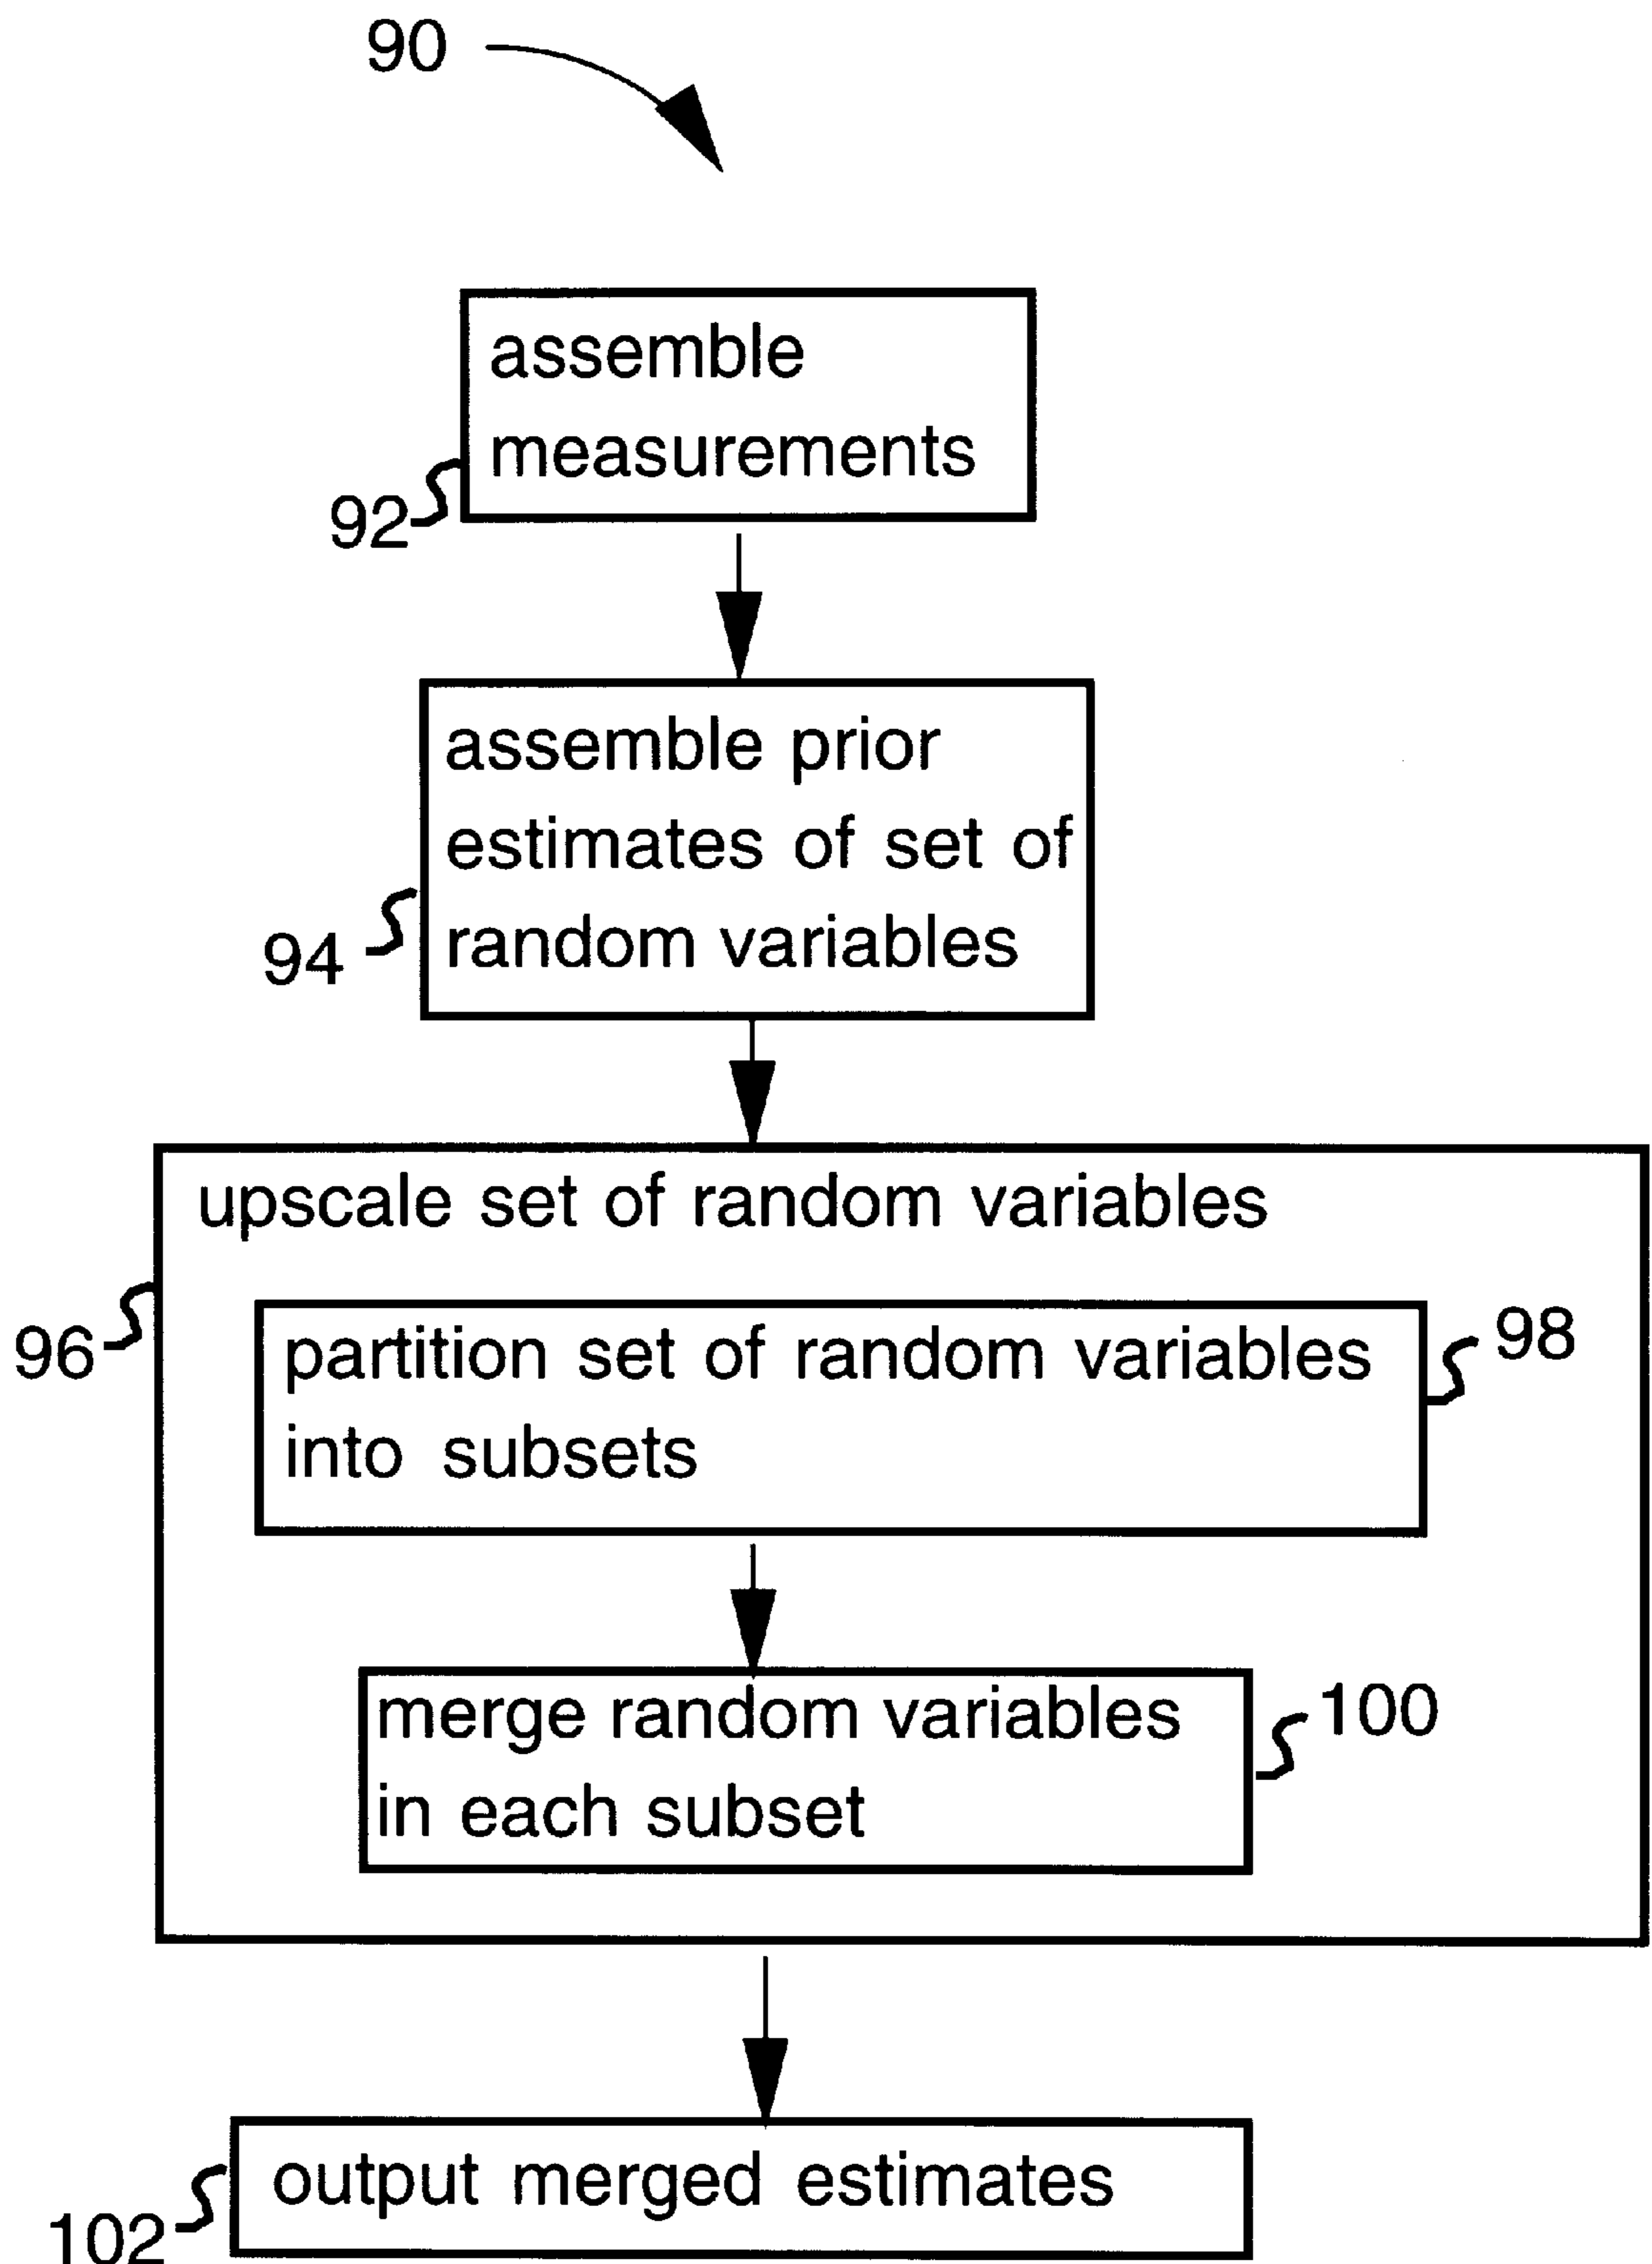 90
assemble
measurements
92
assemble prior
estimates of set of
random variables
94
upscale set of random variables
96
partition set of random variables
into subsets
98
merge random variables
in each subset
100
output merged estimates
102